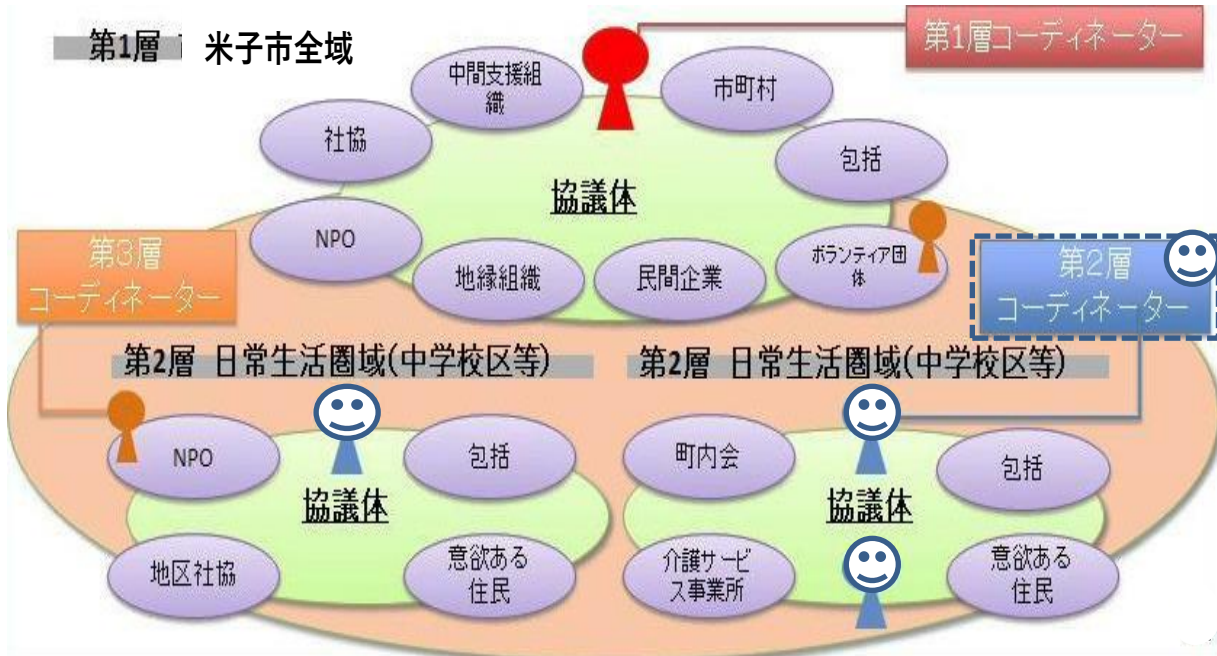 第1層 米子市全域
第1層コーディネーター
中間支援組
織
市町村
社協
包括
協議体
NPO
ボランティア団
体
地縁組織
民間企業
第3層
コーディネーター
第2層
コーディネーター
第2層 日常生活圏域(中学校区等)
第2層 日常生活圏域(中学校区等)
NPO
包括
協議体
地区社協
意欲ある
住民
町内会
包括
協議体
介護サービ
ス事業所
意欲ある
住民